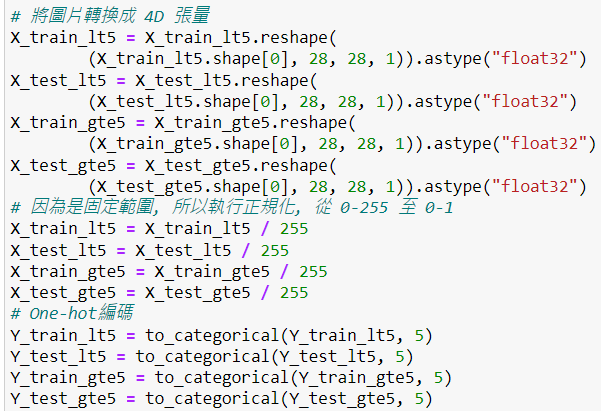 # 將圖片轉換成 4D 張量
X_train_lt5 = X_train_lt5.reshape(
        (X_train_lt5.shape[0], 28, 28, 1)).astype("float32")
X_test_lt5 = X_test_lt5.reshape(
        (X_test_lt5.shape[0], 28, 28, 1)).astype("float32")
X_train_gte5 = X_train_gte5.reshape(
        (X_train_gte5.shape[0], 28, 28, 1)).astype("float32")
X_test_gte5 = X_test_gte5.reshape(
        (X_test_gte5.shape[0], 28, 28, 1)).astype("float32")
# 因為是固定範圍, 所以執行正規化, 從 0-255 至 0-1
X_train_lt5 = X_train_lt5 / 255
X_test_lt5 = X_test_lt5 / 255
X_train_gte5 = X_train_gte5 / 255
X_test_gte5 = X_test_gte5 / 255
# One-hot編碼
Y_train_lt5 = to_categorical(Y_train_lt5, 5)
Y_test_lt5 = to_categorical(Y_test_lt5, 5)
Y_train_gte5 = to_categorical(Y_train_gte5, 5)
Y_test_gte5 = to_categorical(Y_test_gte5, 5)